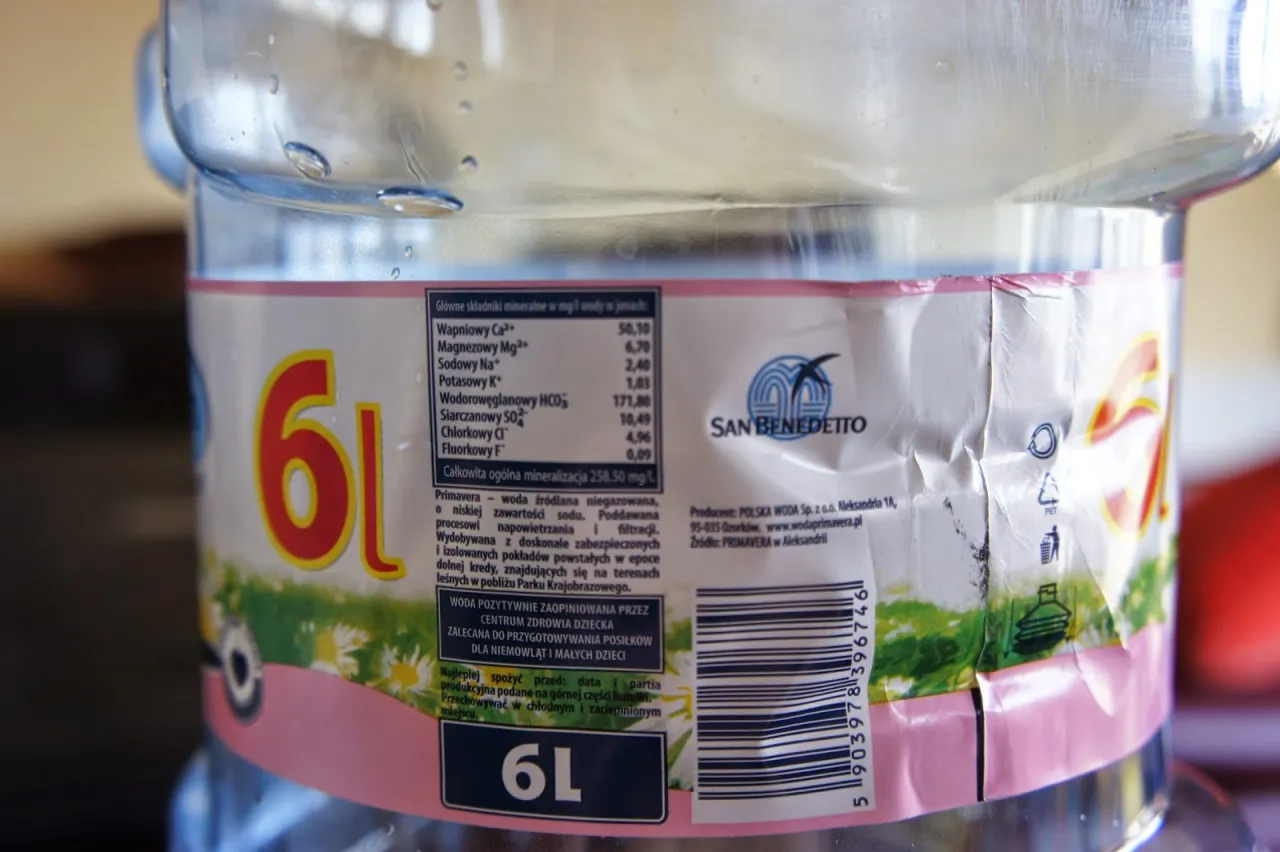 6l
Główne składniki mineralne w mg/l wody w jonach:
Wapniowy Ca²⁺ 50,10
Magnezowy Mg²⁺ 6,70
Sodowy Na⁺ 2,40
Potasowy K⁺ 1,03
Wodorowęglanowy HCO₃⁻ 171,80
Siarczanowy SO₄²⁻ 10,49
Chlorkowy Cl⁻ 4,96
Fluorkowy F⁻ 0,09
Całkowita ogólna mineralizacja 258.50 mg/l
Primavera – woda źródlana niegazowana,
o niskiej zawartości sodu. Poddawana
procesowi napowietrzania i filtracji.
Wydobywana z doskonale zabezpieczonych
i izolowanych pokładów powstałych w epoce
dolnej kredy, znajdujących się na terenach
leśnych w pobliżu Parku Krajobrazowego.
WODA POZYTYWNIE ZAOPINIOWANA PRZEZ
CENTRUM ZDROWIA DZIECKA
ZALECANA DO PRZYGOTOWYWANIA POSIŁKÓW
DLA NIEMOWLĄT I MAŁYCH DZIECI
Najlepiej spożyć przed: data i partia
produkcyjna podane na górnej części butelki.
Przechowywać w chłodnym i zaciemnionym
miejscu.
6L
SAN BENEDETTO
Producent: POLSKA WODA Sp. z o.o. Aleksandria 1A,
95-035 Ozorków, www.wodaprimavera.pl
Źródło: PRIMAVERA w Aleksandrii
5 903978 396746
PET
6l